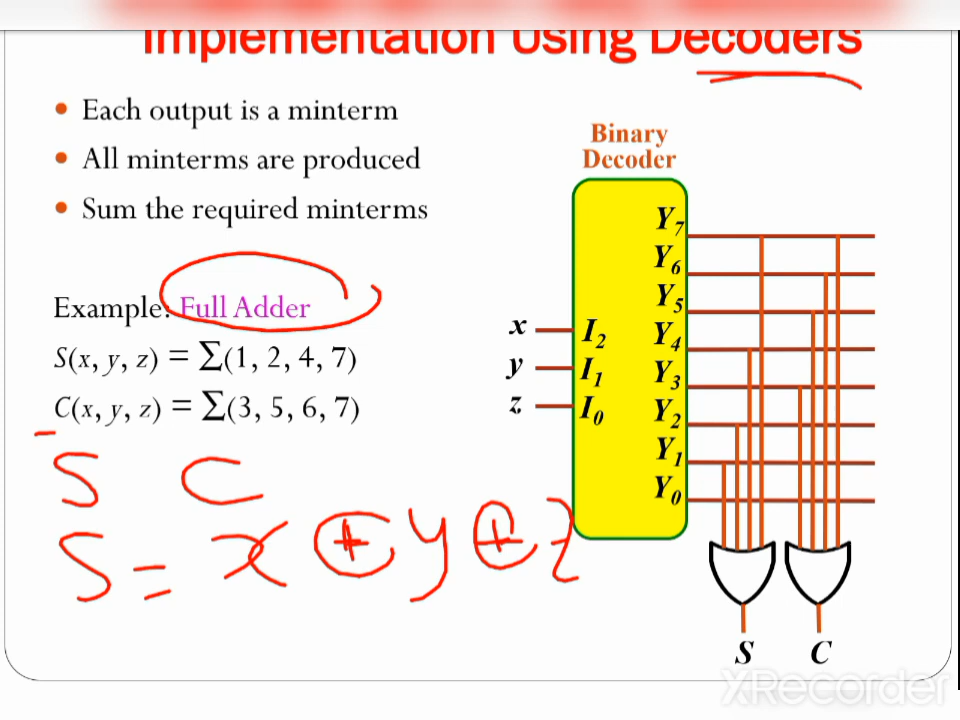 Implementation Using Decoders
• Each output is a minterm
• All minterms are produced
• Sum the required minterms
Example: Full Adder
S(x, y, z) = ∑(1, 2, 4, 7)
C(x, y, z) = ∑(3, 5, 6, 7)
S C
S = x ⊕ y ⊕ z
Binary
Decoder
x
y
z
I2
I1
I0
Y7
Y6
Y5
Y4
Y3
Y2
Y1
Y0
S C
XRecorder